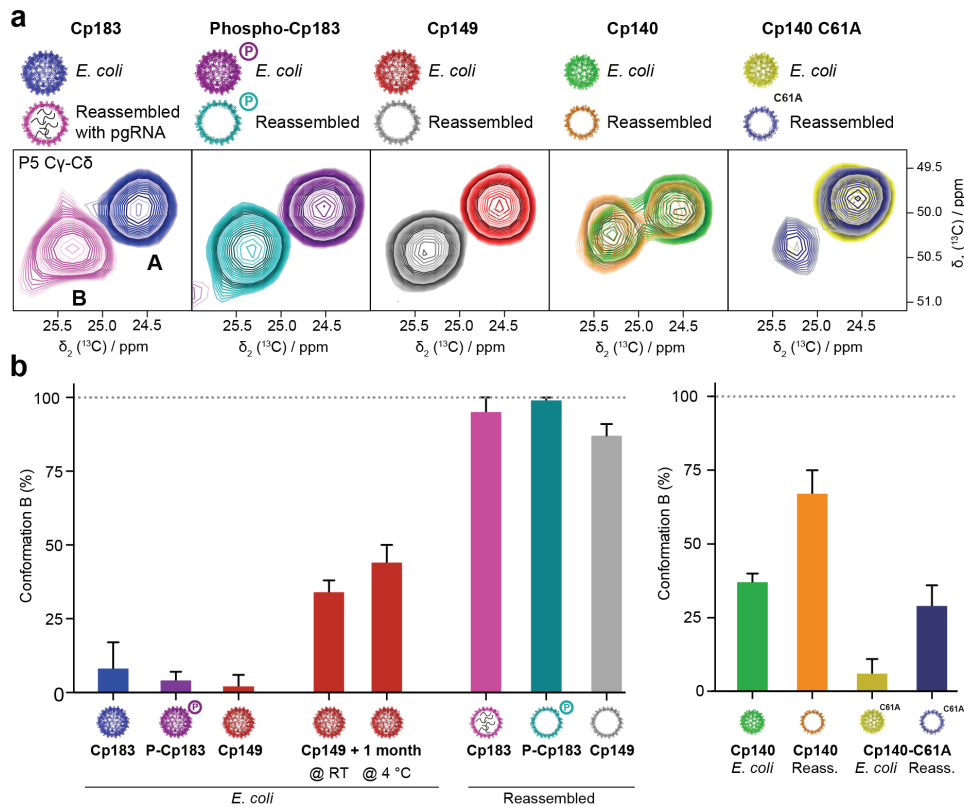 a
Cp183 Phospho-Cp183 Cp149 Cp140 Cp140 C61A
E. coli P E. coli E. coli E. coli E. coli
Reassembled with pgRNA P Reassembled Reassembled Reassembled C61A Reassembled
P5 Cγ-Cδ
A
B
49.5
50.0
50.5
51.0
δ₁ (¹³C) / ppm
25.5 25.0 24.5 25.5 25.0 24.5 25.5 25.0 24.5 25.5 25.0 24.5 25.5 25.0 24.5
δ₂ (¹³C) / ppm δ₂ (¹³C) / ppm δ₂ (¹³C) / ppm δ₂ (¹³C) / ppm δ₂ (¹³C) / ppm
b
Conformation B (%)
100
75
50
25
0
P P
Cp183 P-Cp183 Cp149 Cp149 + 1 month Cp183 P-Cp183 Cp149
@ RT @ 4 °C
E. coli Reassembled
Conformation B (%)
100
75
50
25
0
C61A C61A
Cp140 Cp140 Cp140-C61A
E. coli Reass. E. coli Reass.